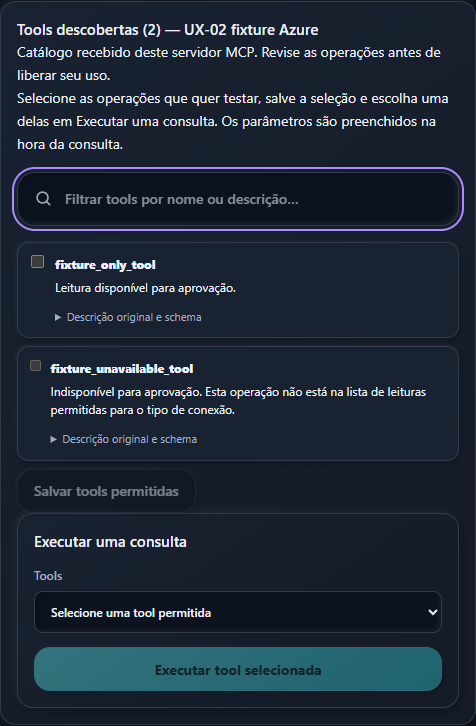 Tools descobertas (2) — UX-02 fixture Azure
Catálogo recebido deste servidor MCP. Revise as operações antes de
liberar seu uso.
Selecione as operações que quer testar, salve a seleção e escolha uma
delas em Executar uma consulta. Os parâmetros são preenchidos na
hora da consulta.
Filtrar tools por nome ou descrição...
fixture_only_tool
Leitura disponível para aprovação.
Descrição original e schema
fixture_unavailable_tool
Indisponível para aprovação. Esta operação não está na lista de leituras
permitidas para o tipo de conexão.
Descrição original e schema
Salvar tools permitidas
Executar uma consulta
Tools
Selecione uma tool permitida
Executar tool selecionada